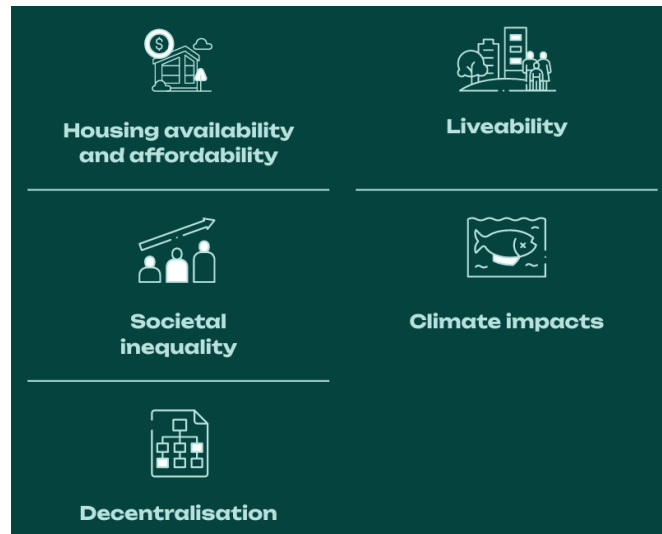 $
Housing availability
and affordability
Liveability
Societal
inequality
Climate impacts
Decentralisation